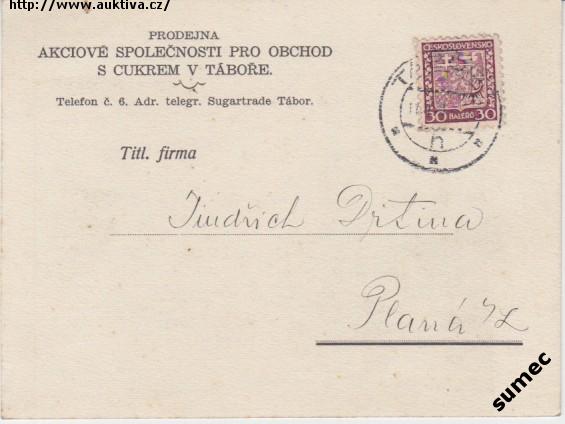 http://www.auktiva.cz/
PRODEJNA
AKCIOVÉ SPOLEČNOSTI PRO OBCHOD
S CUKREM V TÁBOŘE.
Telefon č. 6. Adr. telegr. Sugartrade Tábor.
ČESKOSLOVENSKO
30 HALÉŘŮ 30
Titl. firma
Jindřich Drtina
Planá n/L
sumec